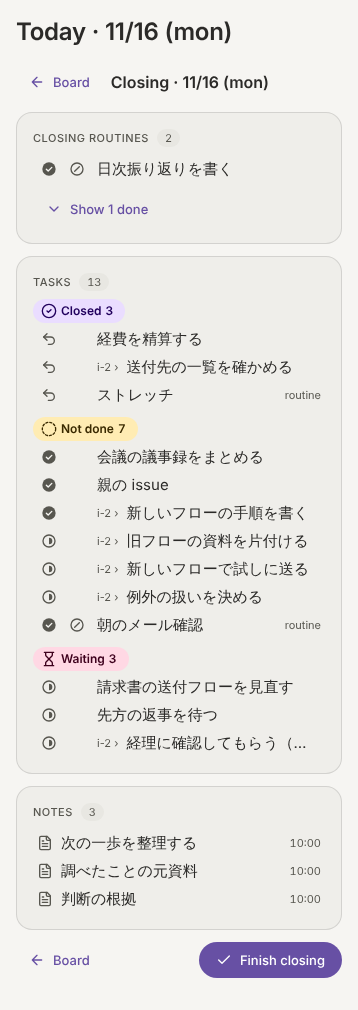 Today · 11/16 (mon)
Board
Closing · 11/16 (mon)
CLOSING ROUTINES 2
日次振り返りを書く
Show 1 done
TASKS 13
Closed 3
経費を精算する
i-2 › 送付先の一覧を確かめる
ストレッチ routine
Not done 7
会議の議事録をまとめる
親の issue
i-2 › 新しいフローの手順を書く
i-2 › 旧フローの資料を片付ける
i-2 › 新しいフローで試しに送る
i-2 › 例外の扱いを決める
朝のメール確認 routine
Waiting 3
請求書の送付フローを見直す
先方の返事を待つ
i-2 › 経理に確認してもらう（...
NOTES 3
次の一歩を整理する 10:00
調べたことの元資料 10:00
判断の根拠 10:00
Board
Finish closing